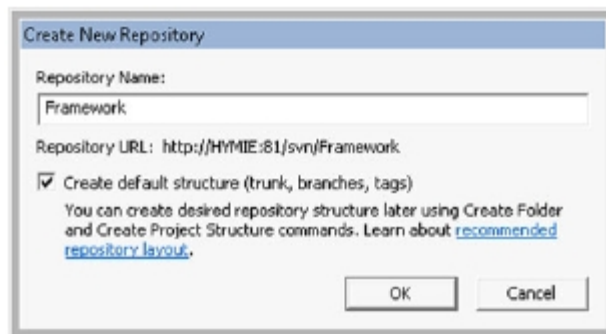 Create New Repository
Repository Name:
Framework
Repository URL: http://HYMIE:81/svn/Framework
Create default structure (trunk, branches, tags)
You can create desired repository structure later using Create Folder
and Create Project Structure commands. Learn about recommended
repository layout.
OK Cancel